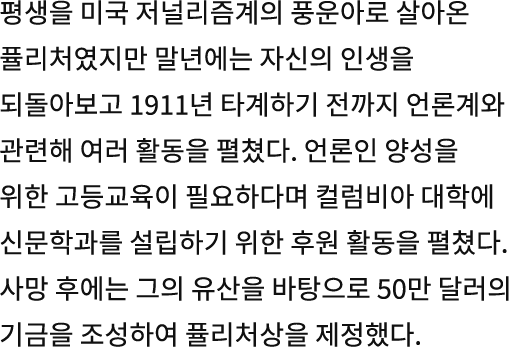 평생을 미국 저널리즘계의 풍운아로 살아온
퓰리처였지만 말년에는 자신의 인생을
되돌아보고 1911년 타계하기 전까지 언론계와
관련해 여러 활동을 펼쳤다. 언론인 양성을
위한 고등교육이 필요하다며 컬럼비아 대학에
신문학과를 설립하기 위한 후원 활동을 펼쳤다.
사망 후에는 그의 유산을 바탕으로 50만 달러의
기금을 조성하여 퓰리처상을 제정했다.